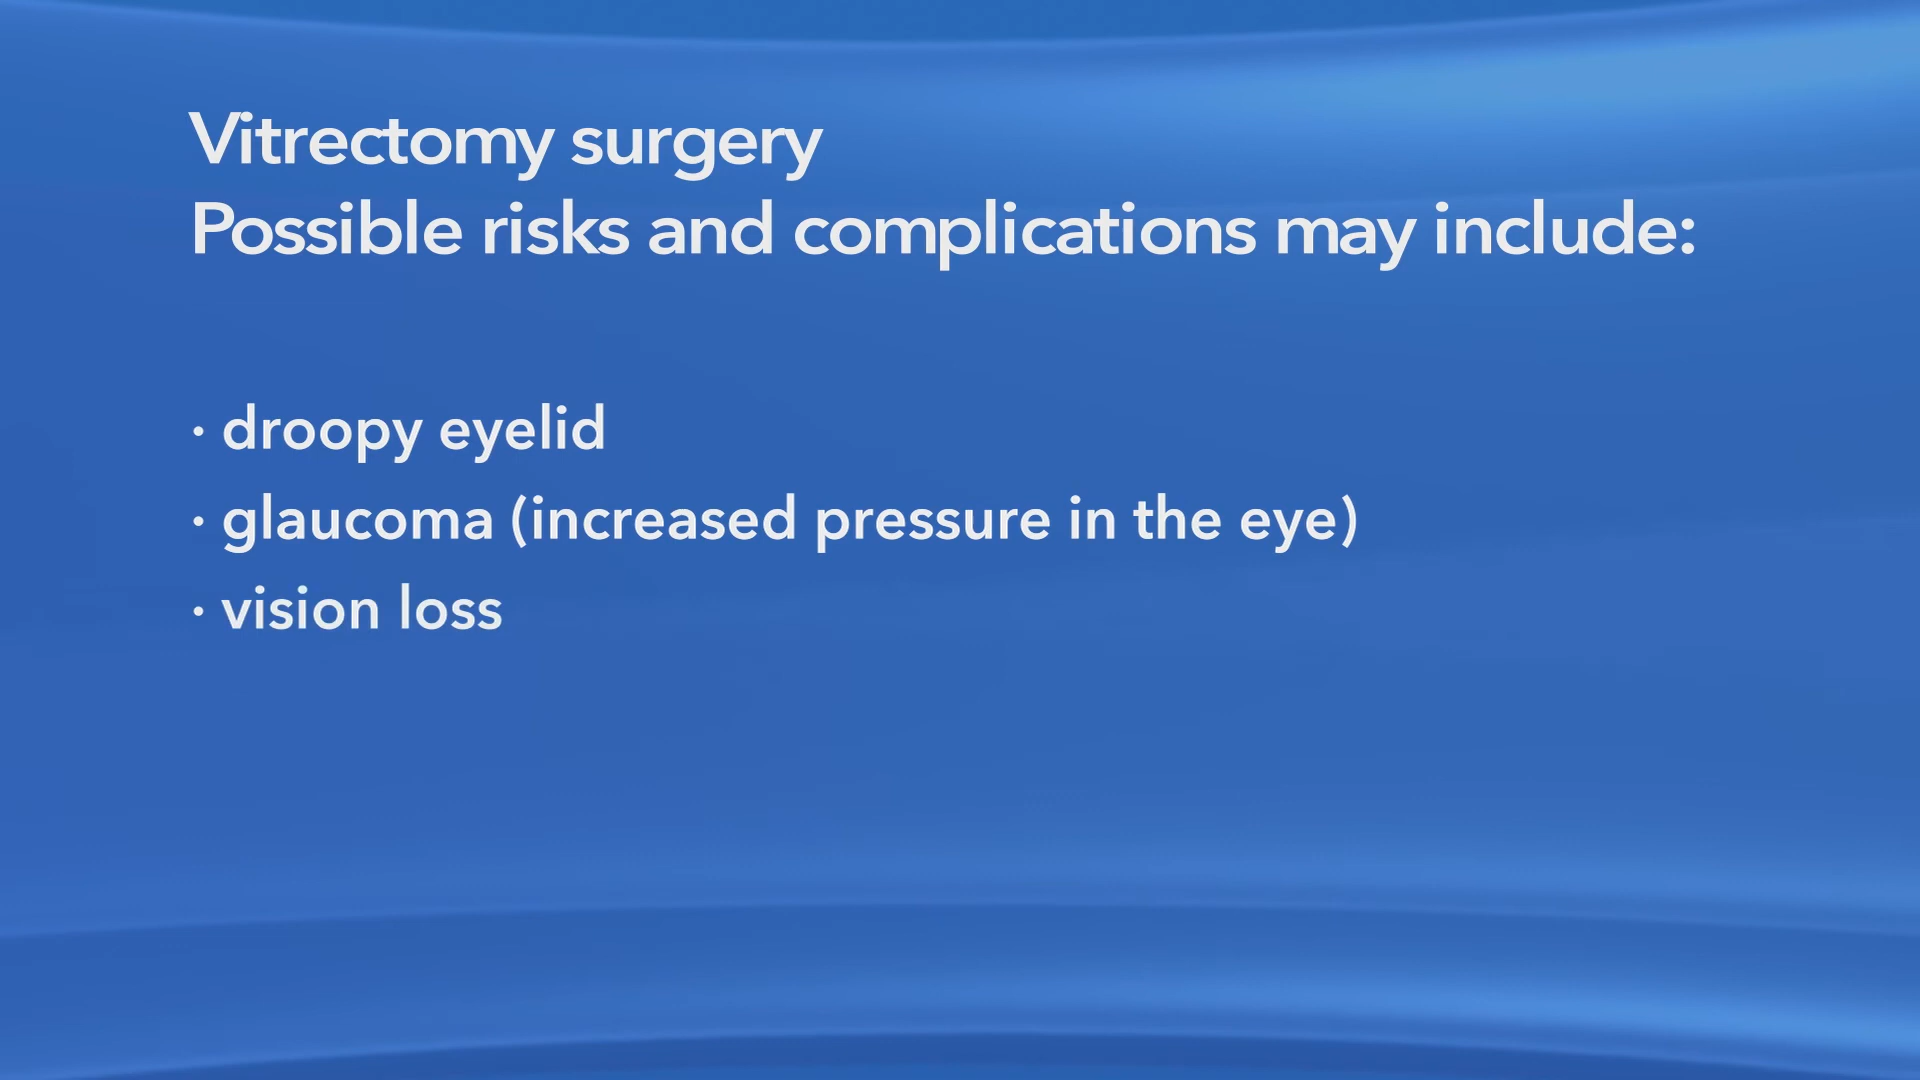 Vitrectomy surgery
Possible risks and complications may include:
· droopy eyelid
· glaucoma (increased pressure in the eye)
· vision loss